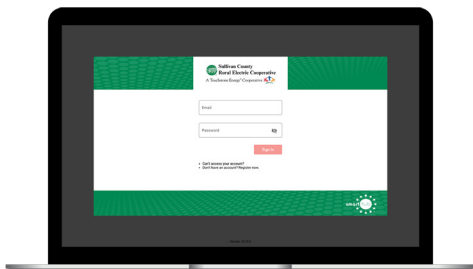 Sullivan County
Rural Electric Cooperative
A Touchstone Energy® Cooperative
Email
Password
Sign in
Can't access your account?
Don't have an account? Register now.
smart